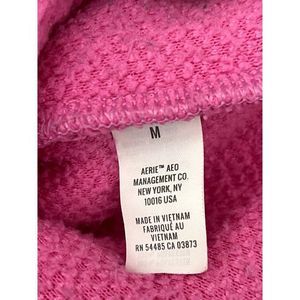 M
AERIE™ AEO
MANAGEMENT CO.
NEW YORK, NY
10016 USA
MADE IN VIETNAM
FABRIQUÉ AU
VIETNAM
RN 54485 CA 03873